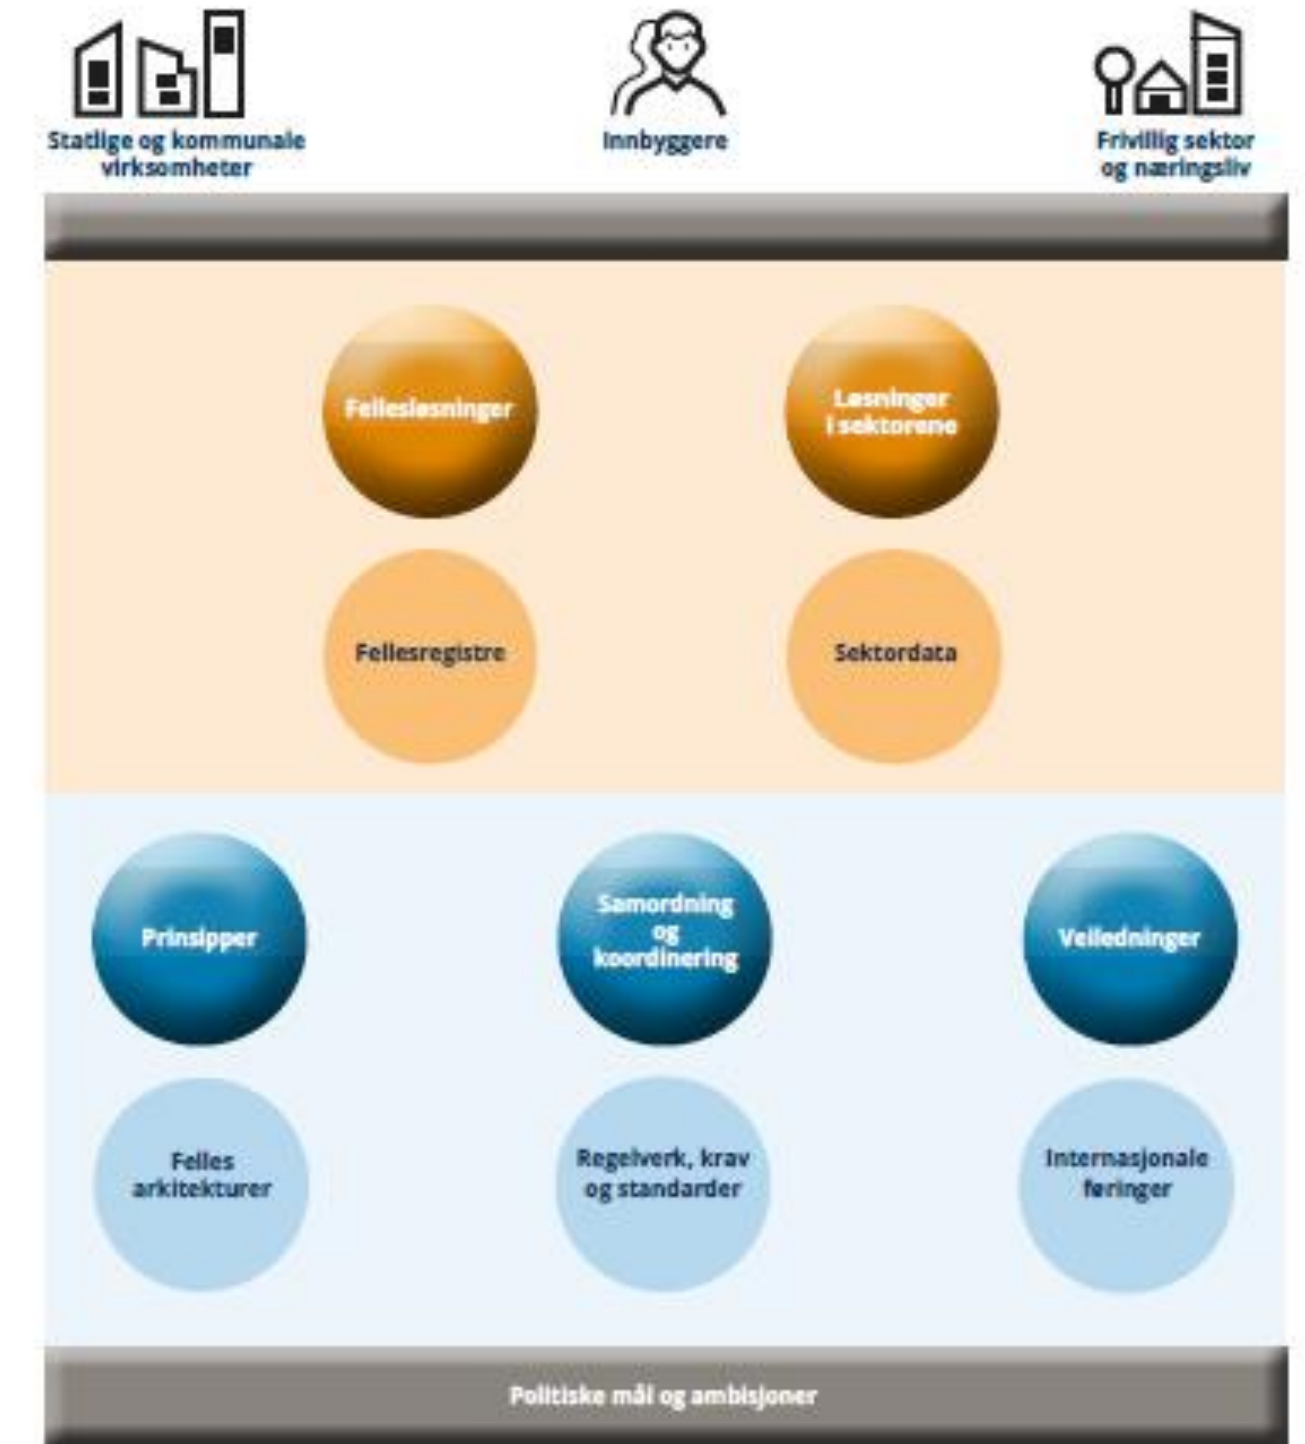 Statlige og kommunale
virksomheter
Innbyggere
Frivillig sektor
og næringsliv
Fellesløsninger
Løsninger
i sektorene
Fellesregistre
Sektordata
Prinsipper
Samordning
og
koordinering
Veiledninger
Felles
arkitekturer
Regelverk, krav
og standarder
Internasjonale
føringer
Politiske mål og ambisjoner